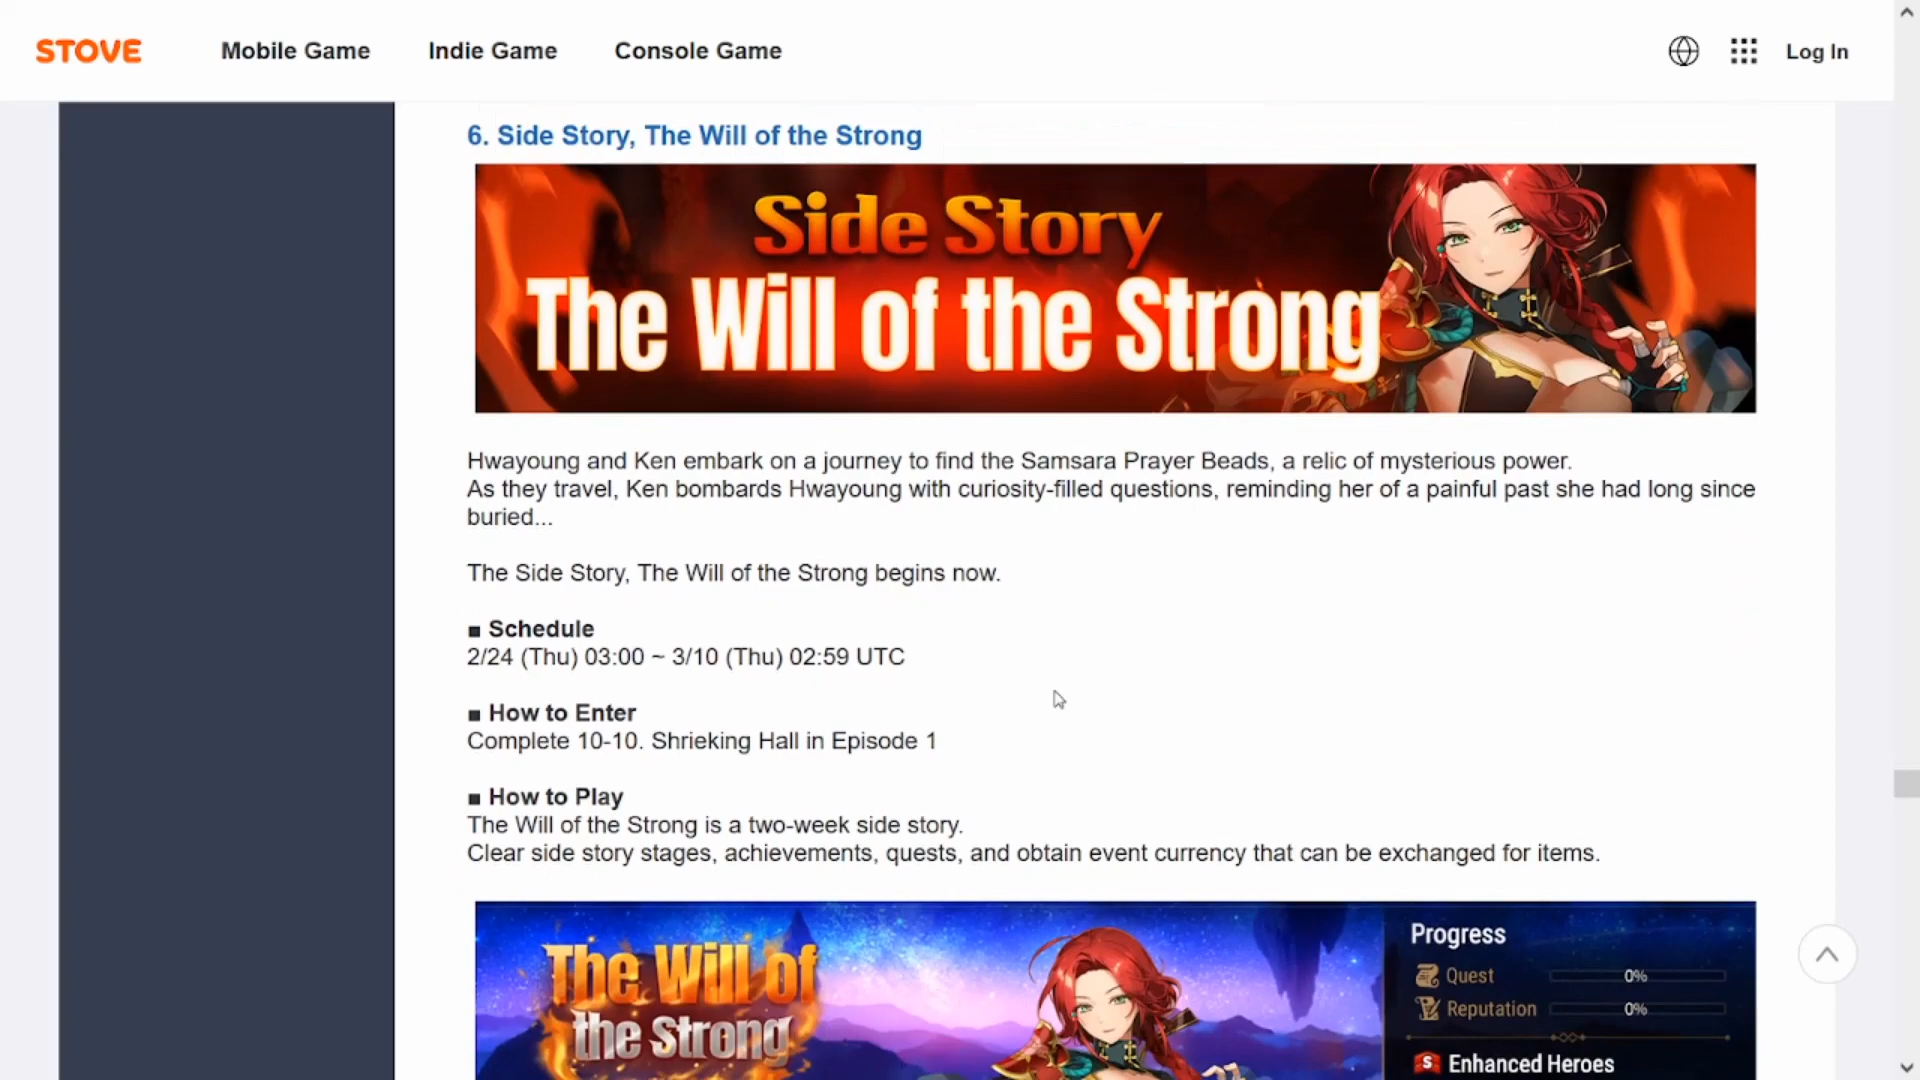 STOVE Mobile Game Indie Game Console Game Log In
6. Side Story, The Will of the Strong
Side Story
The Will of the Strong
Hwayoung and Ken embark on a journey to find the Samsara Prayer Beads, a relic of mysterious power.
As they travel, Ken bombards Hwayoung with curiosity-filled questions, reminding her of a painful past she had long since
buried...
The Side Story, The Will of the Strong begins now.
■ Schedule
2/24 (Thu) 03:00 ~ 3/10 (Thu) 02:59 UTC
■ How to Enter
Complete 10-10. Shrieking Hall in Episode 1
■ How to Play
The Will of the Strong is a two-week side story.
Clear side story stages, achievements, quests, and obtain event currency that can be exchanged for items.
The Will of
the Strong
Progress
Quest 0%
Reputation 0%
S Enhanced Heroes